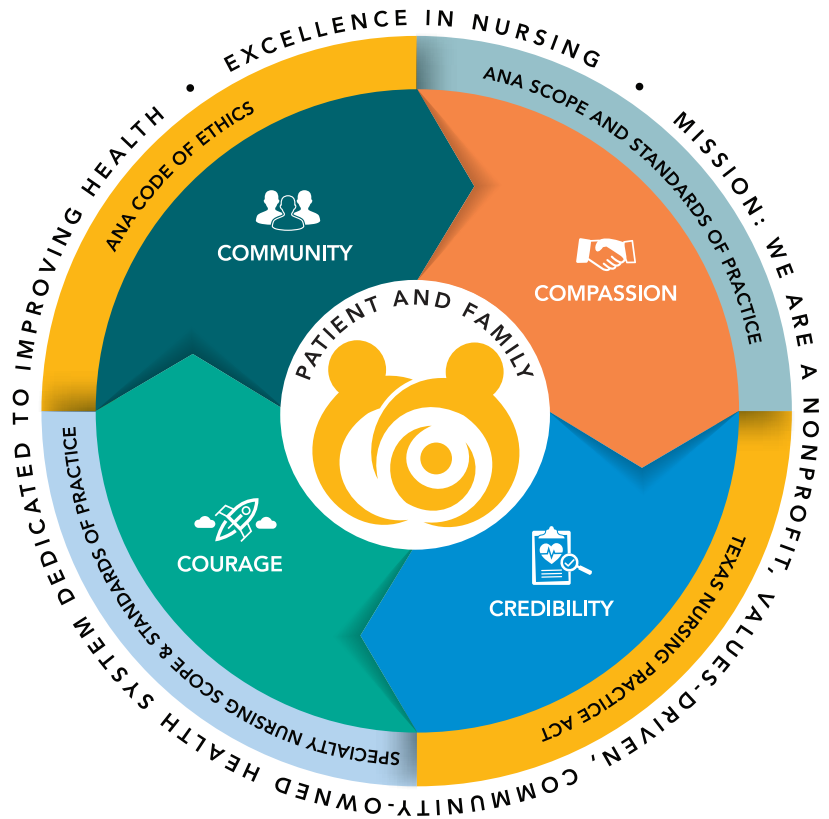 EXCELLENCE IN NURSING
•
MISSION: WE ARE A NONPROFIT, VALUES-DRIVEN, COMMUNITY-OWNED HEALTH SYSTEM DEDICATED TO IMPROVING HEALTH
•
ANA CODE OF ETHICS
ANA SCOPE AND STANDARDS OF PRACTICE
TEXAS NURSING PRACTICE ACT
SPECIALTY NURSING SCOPE & STANDARDS OF PRACTICE
COMMUNITY
COMPASSION
CREDIBILITY
COURAGE
PATIENT AND FAMILY